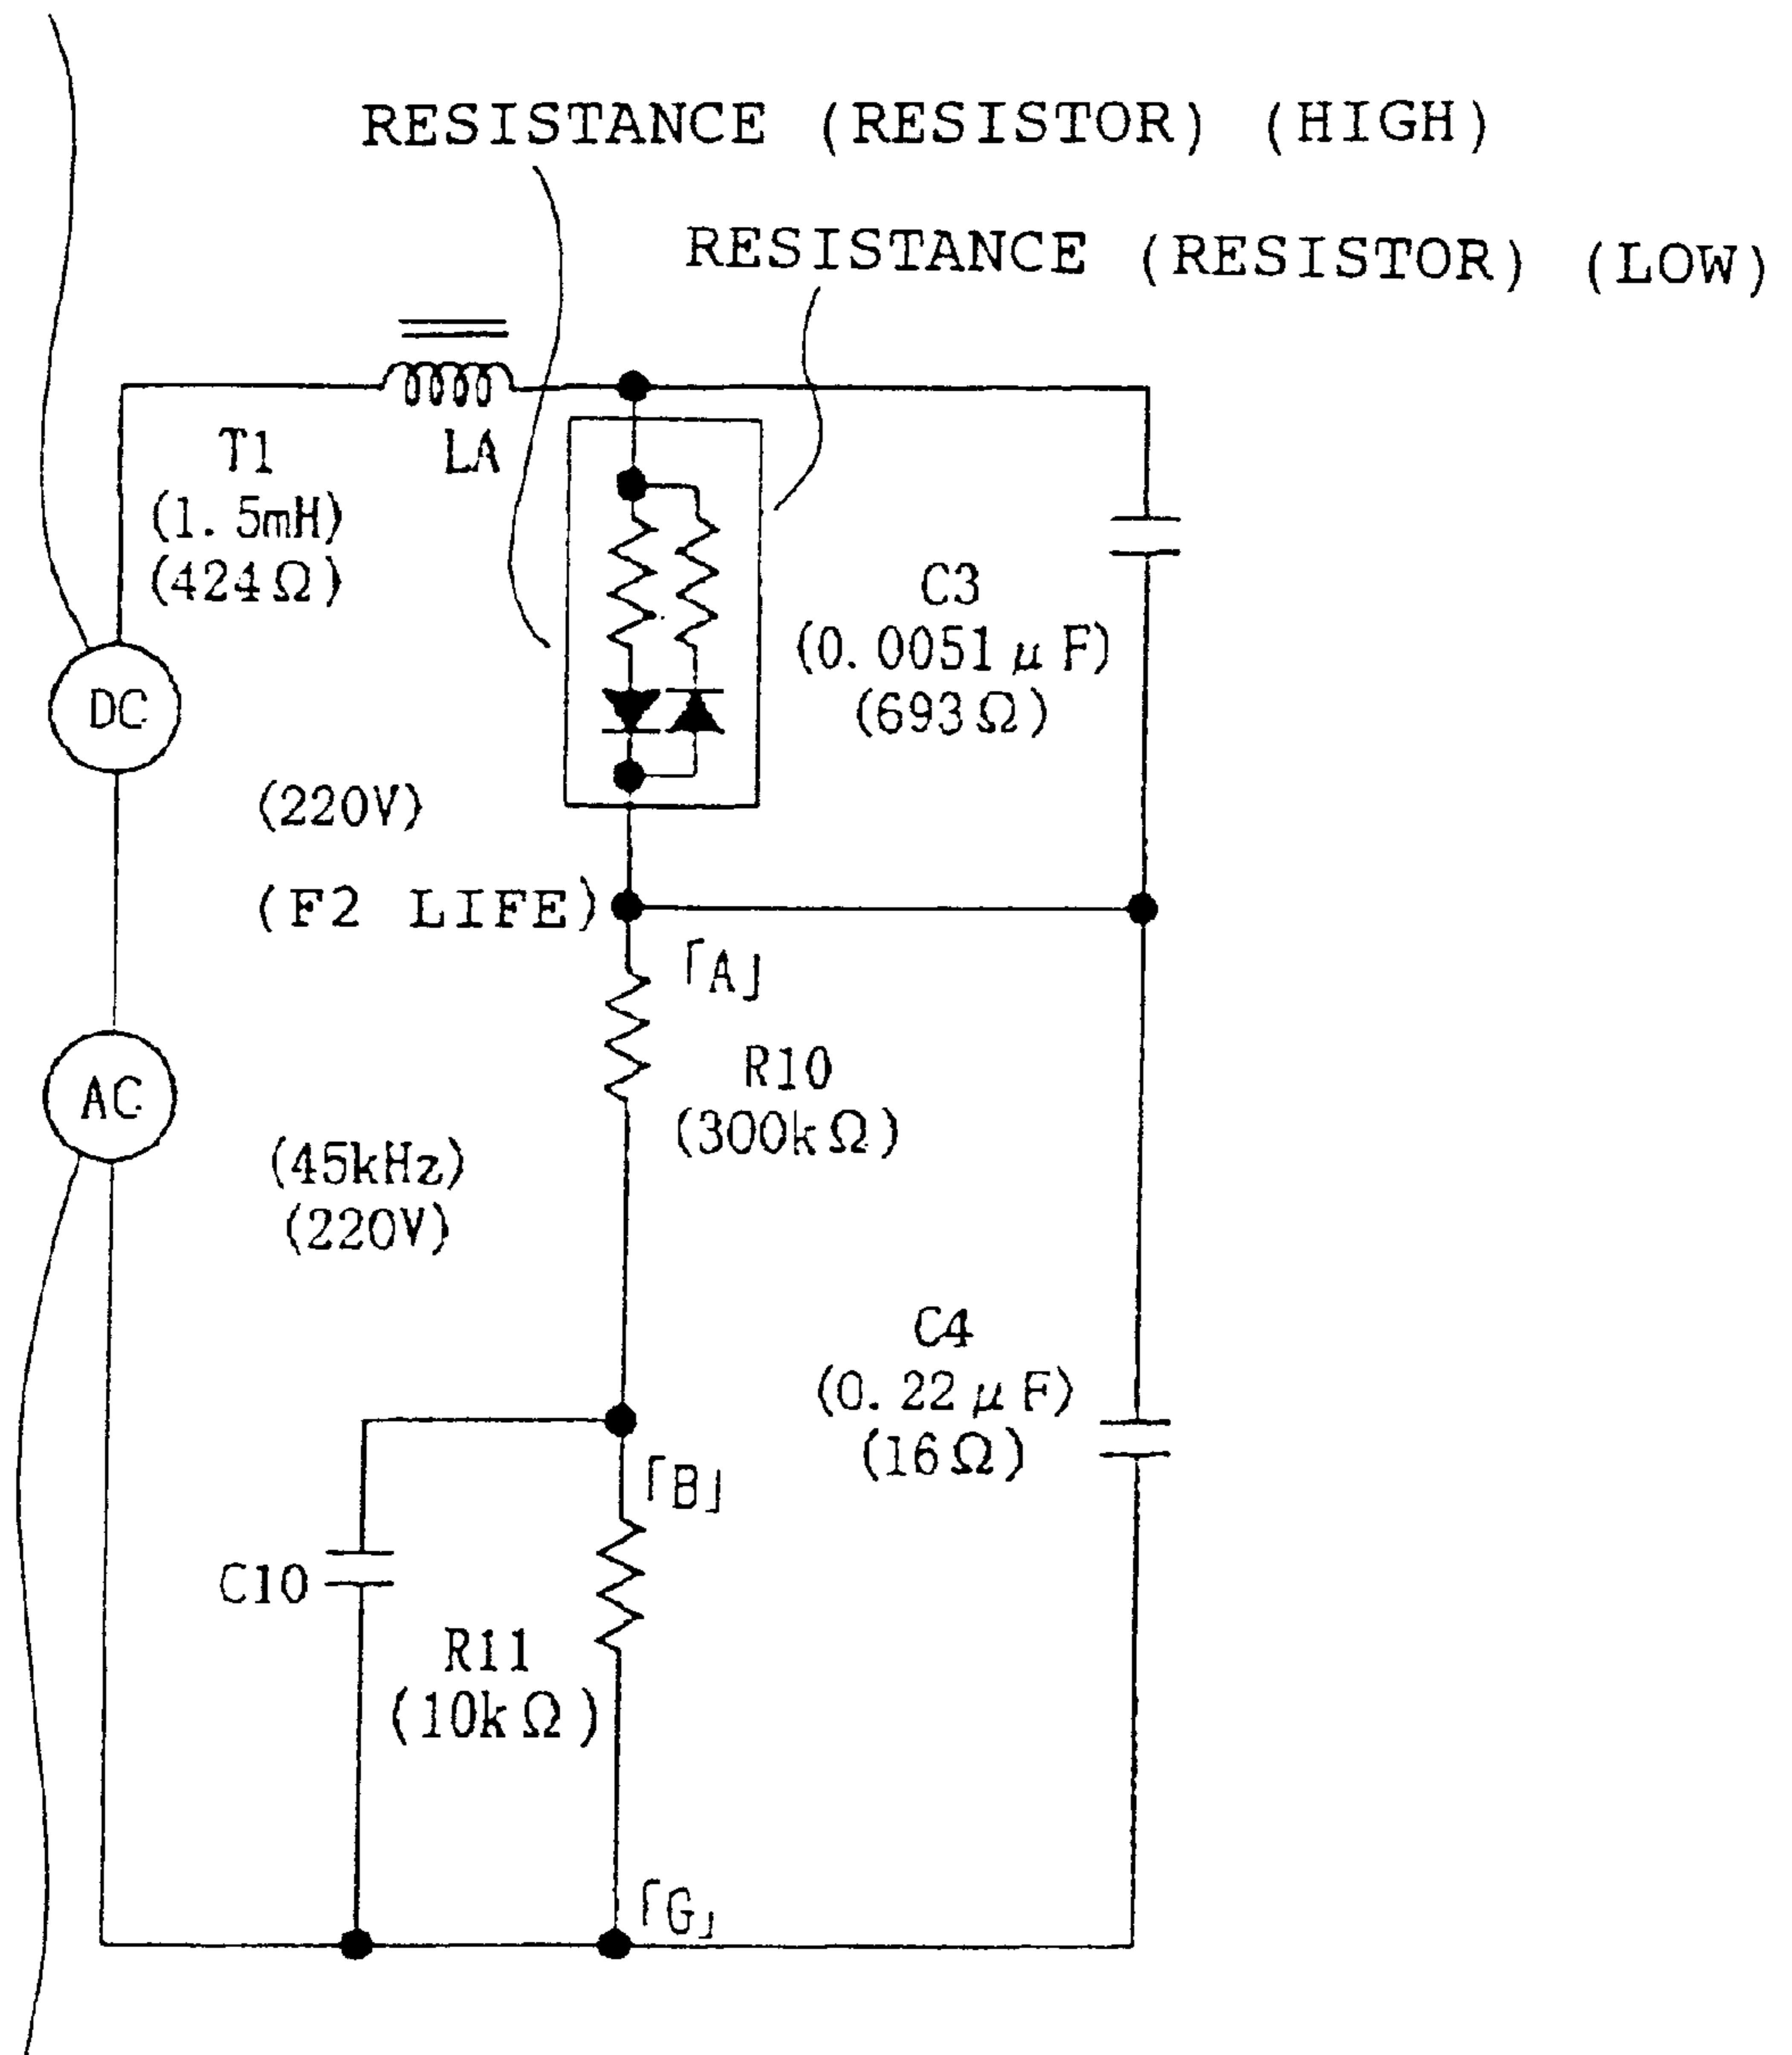 RESISTANCE (RESISTOR) (HIGH)
RESISTANCE (RESISTOR) (LOW)
T1
(1.5mH)
(424Ω)
LA
C3
(0.0051μF)
(693Ω)
DC
(220V)
(F2 LIFE)
「A」
R10
(300kΩ)
AC
(45kHz)
(220V)
C4
(0.22μF)
(16Ω)
「B」
C10
R11
(10kΩ)
「G」